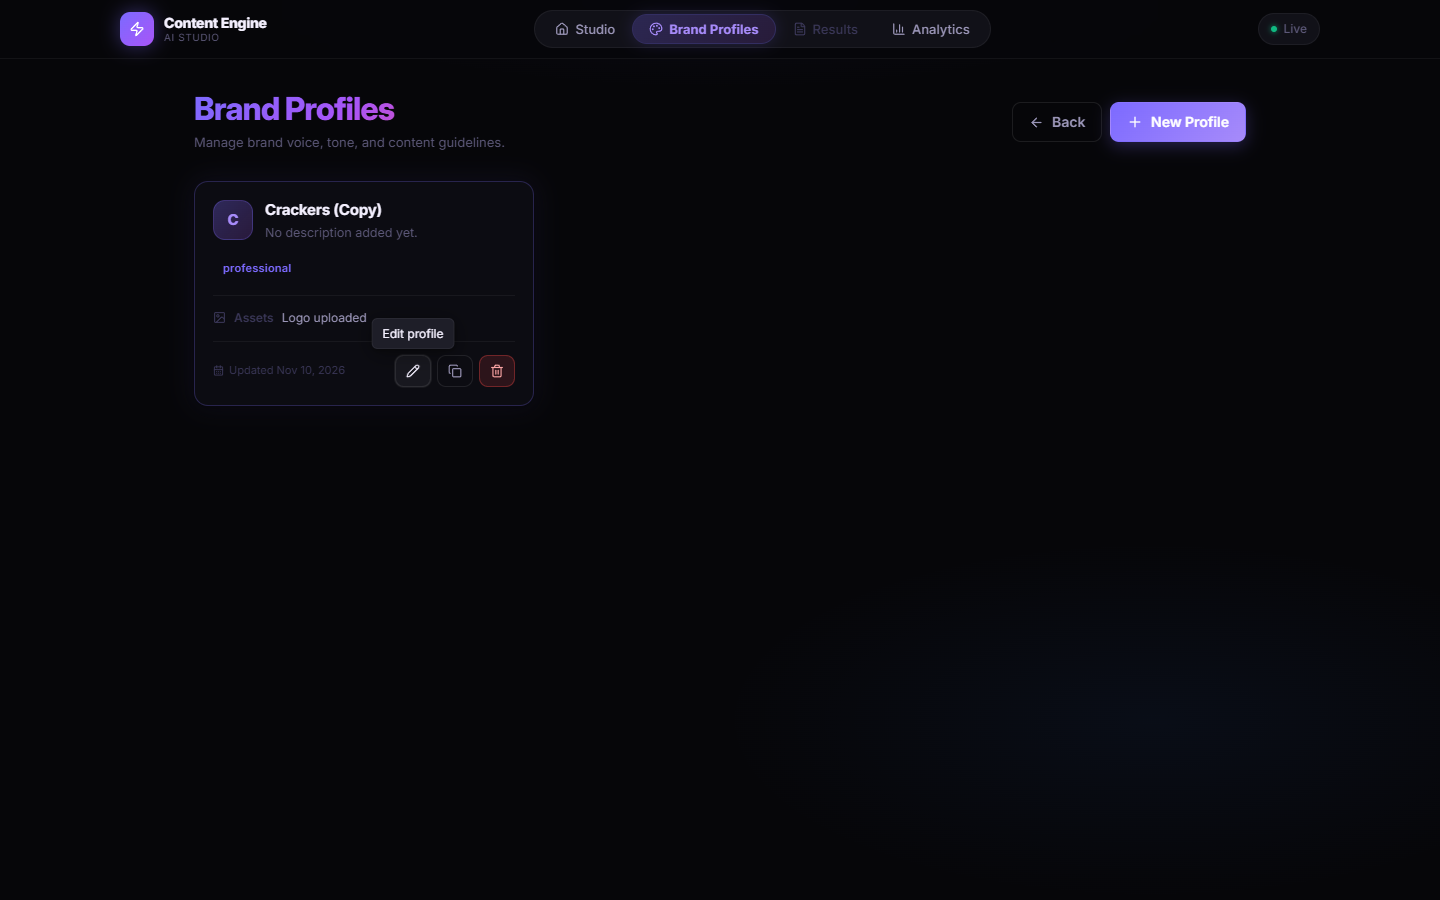 Content Engine
AI STUDIO
Studio
Brand Profiles
Results
Analytics
Live
Brand Profiles
Manage brand voice, tone, and content guidelines.
Back
New Profile
C
Crackers (Copy)
No description added yet.
professional
Assets Logo uploaded
Edit profile
Updated Nov 10, 2026